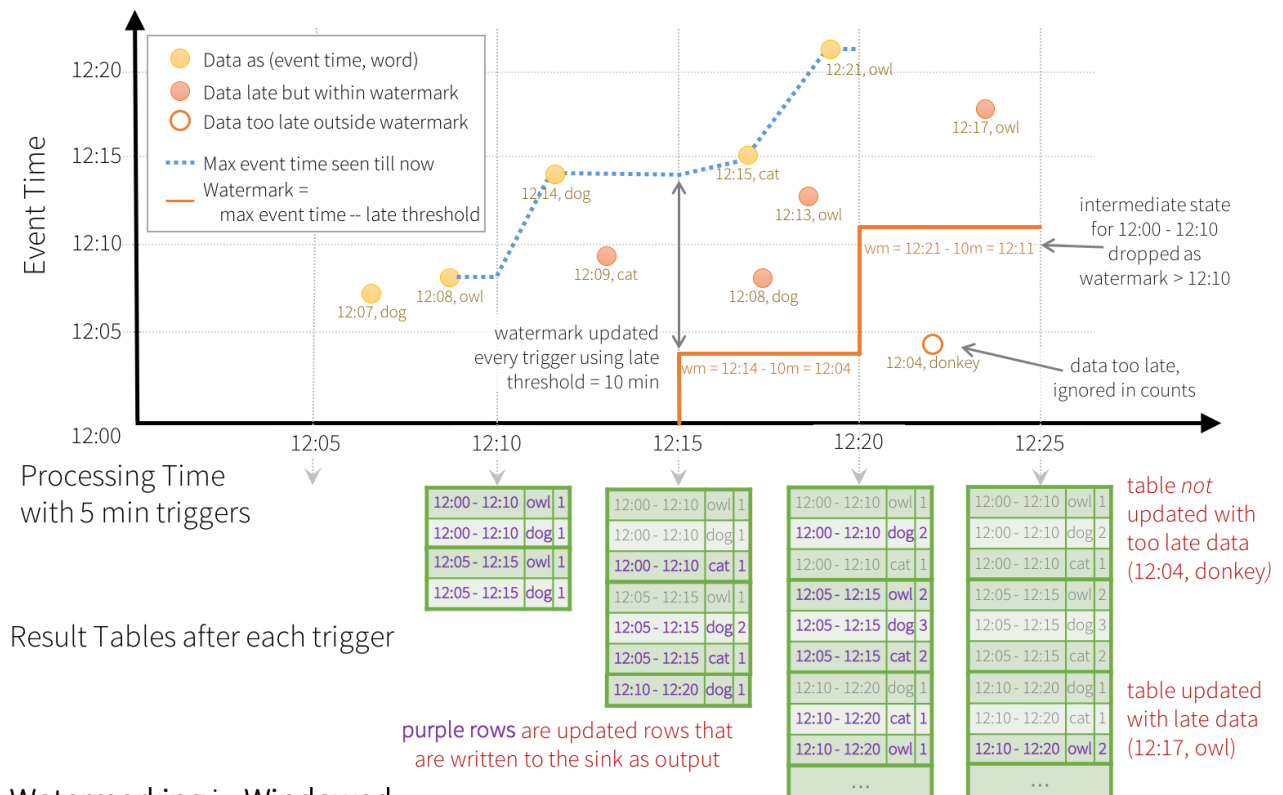 Data as (event time, word)
Data late but within watermark
Data too late outside watermark
Max event time seen till now
Watermark =
max event time -- late threshold
Event Time
12:20
12:15
12:10
12:05
12:00
12:07, dog
12:08, owl
12:14, dog
12:09, cat
12:15, cat
12:21, owl
12:13, owl
12:08, dog
12:17, owl
12:04, donkey
watermark updated
every trigger using late
threshold = 10 min
wm = 12:14 - 10m = 12:04
wm = 12:21 - 10m = 12:11
intermediate state
for 12:00 - 12:10
dropped as
watermark > 12:10
data too late,
ignored in counts
12:05
12:10
12:15
12:20
12:25
Processing Time
with 5 min triggers
Result Tables after each trigger
12:00 - 12:10 owl 1
12:00 - 12:10 dog 1
12:05 - 12:15 owl 1
12:05 - 12:15 dog 1
12:00 - 12:10 owl 1
12:00 - 12:10 dog 1
12:00 - 12:10 cat 1
12:05 - 12:15 owl 1
12:05 - 12:15 dog 2
12:05 - 12:15 cat 1
12:10 - 12:20 dog 1
12:00 - 12:10 owl 1
12:00 - 12:10 dog 2
12:00 - 12:10 cat 1
12:05 - 12:15 owl 2
12:05 - 12:15 dog 3
12:05 - 12:15 cat 2
12:10 - 12:20 dog 1
12:10 - 12:20 cat 1
12:10 - 12:20 owl 1
...
12:00 - 12:10 owl 1
12:00 - 12:10 dog 2
12:00 - 12:10 cat 1
12:05 - 12:15 owl 2
12:05 - 12:15 dog 3
12:05 - 12:15 cat 2
12:10 - 12:20 dog 1
12:10 - 12:20 cat 1
12:10 - 12:20 owl 2
...
table not
updated with
too late data
(12:04, donkey)
table updated
with late data
(12:17, owl)
purple rows are updated rows that
are written to the sink as output
Watermarking in Windowed